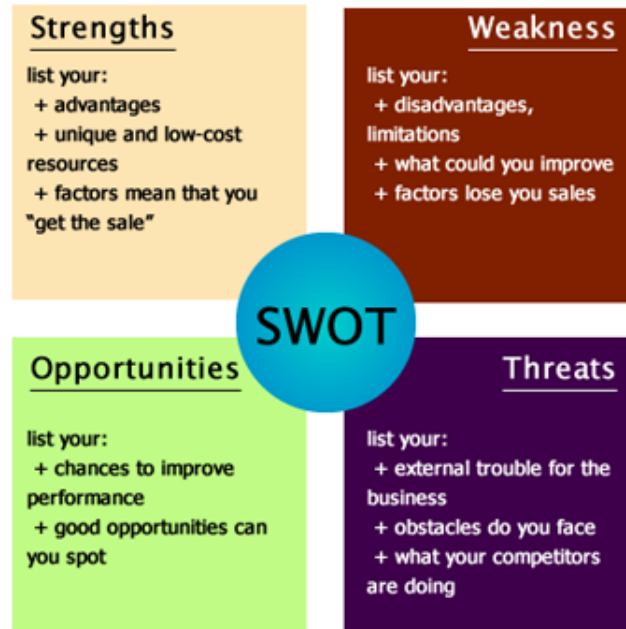 Strengths
list your:
+ advantages
+ unique and low-cost
resources
+ factors mean that you
“get the sale”
Weakness
list your:
+ disadvantages,
limitations
+ what could you improve
+ factors lose you sales
SWOT
Opportunities
list your:
+ chances to improve
performance
+ good opportunities can
you spot
Threats
list your:
+ external trouble for the
business
+ obstacles do you face
+ what your competitors
are doing